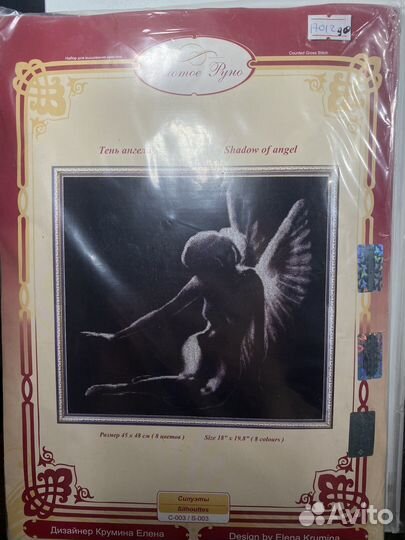 Набор для вышивания крестом
Counted Cross Stitch
Руно
Тень ангела
Shadow of angel
Размер 45 х 48 см ( 8 цветов )
Size 18" x 19.8" ( 8 colours )
Силуэты
Silhouttes
С-003 / S-003
Дизайнер Крумина Елена
Design by Elena Krumina
Avito